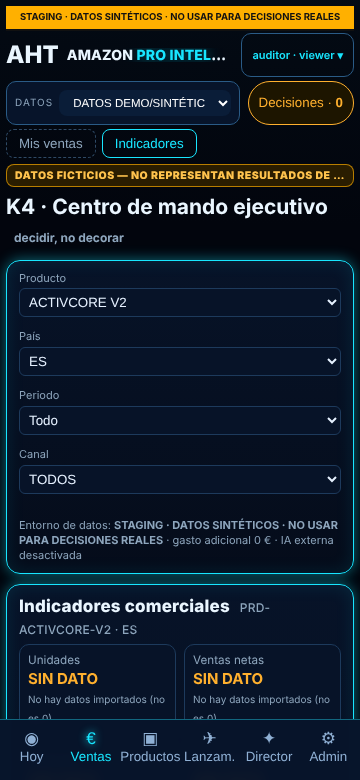 STAGING · DATOS SINTÉTICOS · NO USAR PARA DECISIONES REALES
AHT AMAZON PRO INTEL... auditor · viewer ▾
DATOS DATOS DEMO/SINTÉTIC Decisiones · 0
Mis ventas Indicadores
DATOS FICTICIOS — NO REPRESENTAN RESULTADOS DE ...
K4 · Centro de mando ejecutivo
decidir, no decorar
Producto
ACTIVCORE V2
País
ES
Periodo
Todo
Canal
TODOS
Entorno de datos: STAGING · DATOS SINTÉTICOS · NO USAR
PARA DECISIONES REALES · gasto adicional 0 € · IA externa
desactivada
Indicadores comerciales PRD-
ACTIVCORE-V2 · ES
Unidades Ventas netas
SIN DATO SIN DATO
No hay datos importados (no No hay datos importados (no
es 0) es 0)
Hoy € Ventas Productos Lanzam. Director Admin